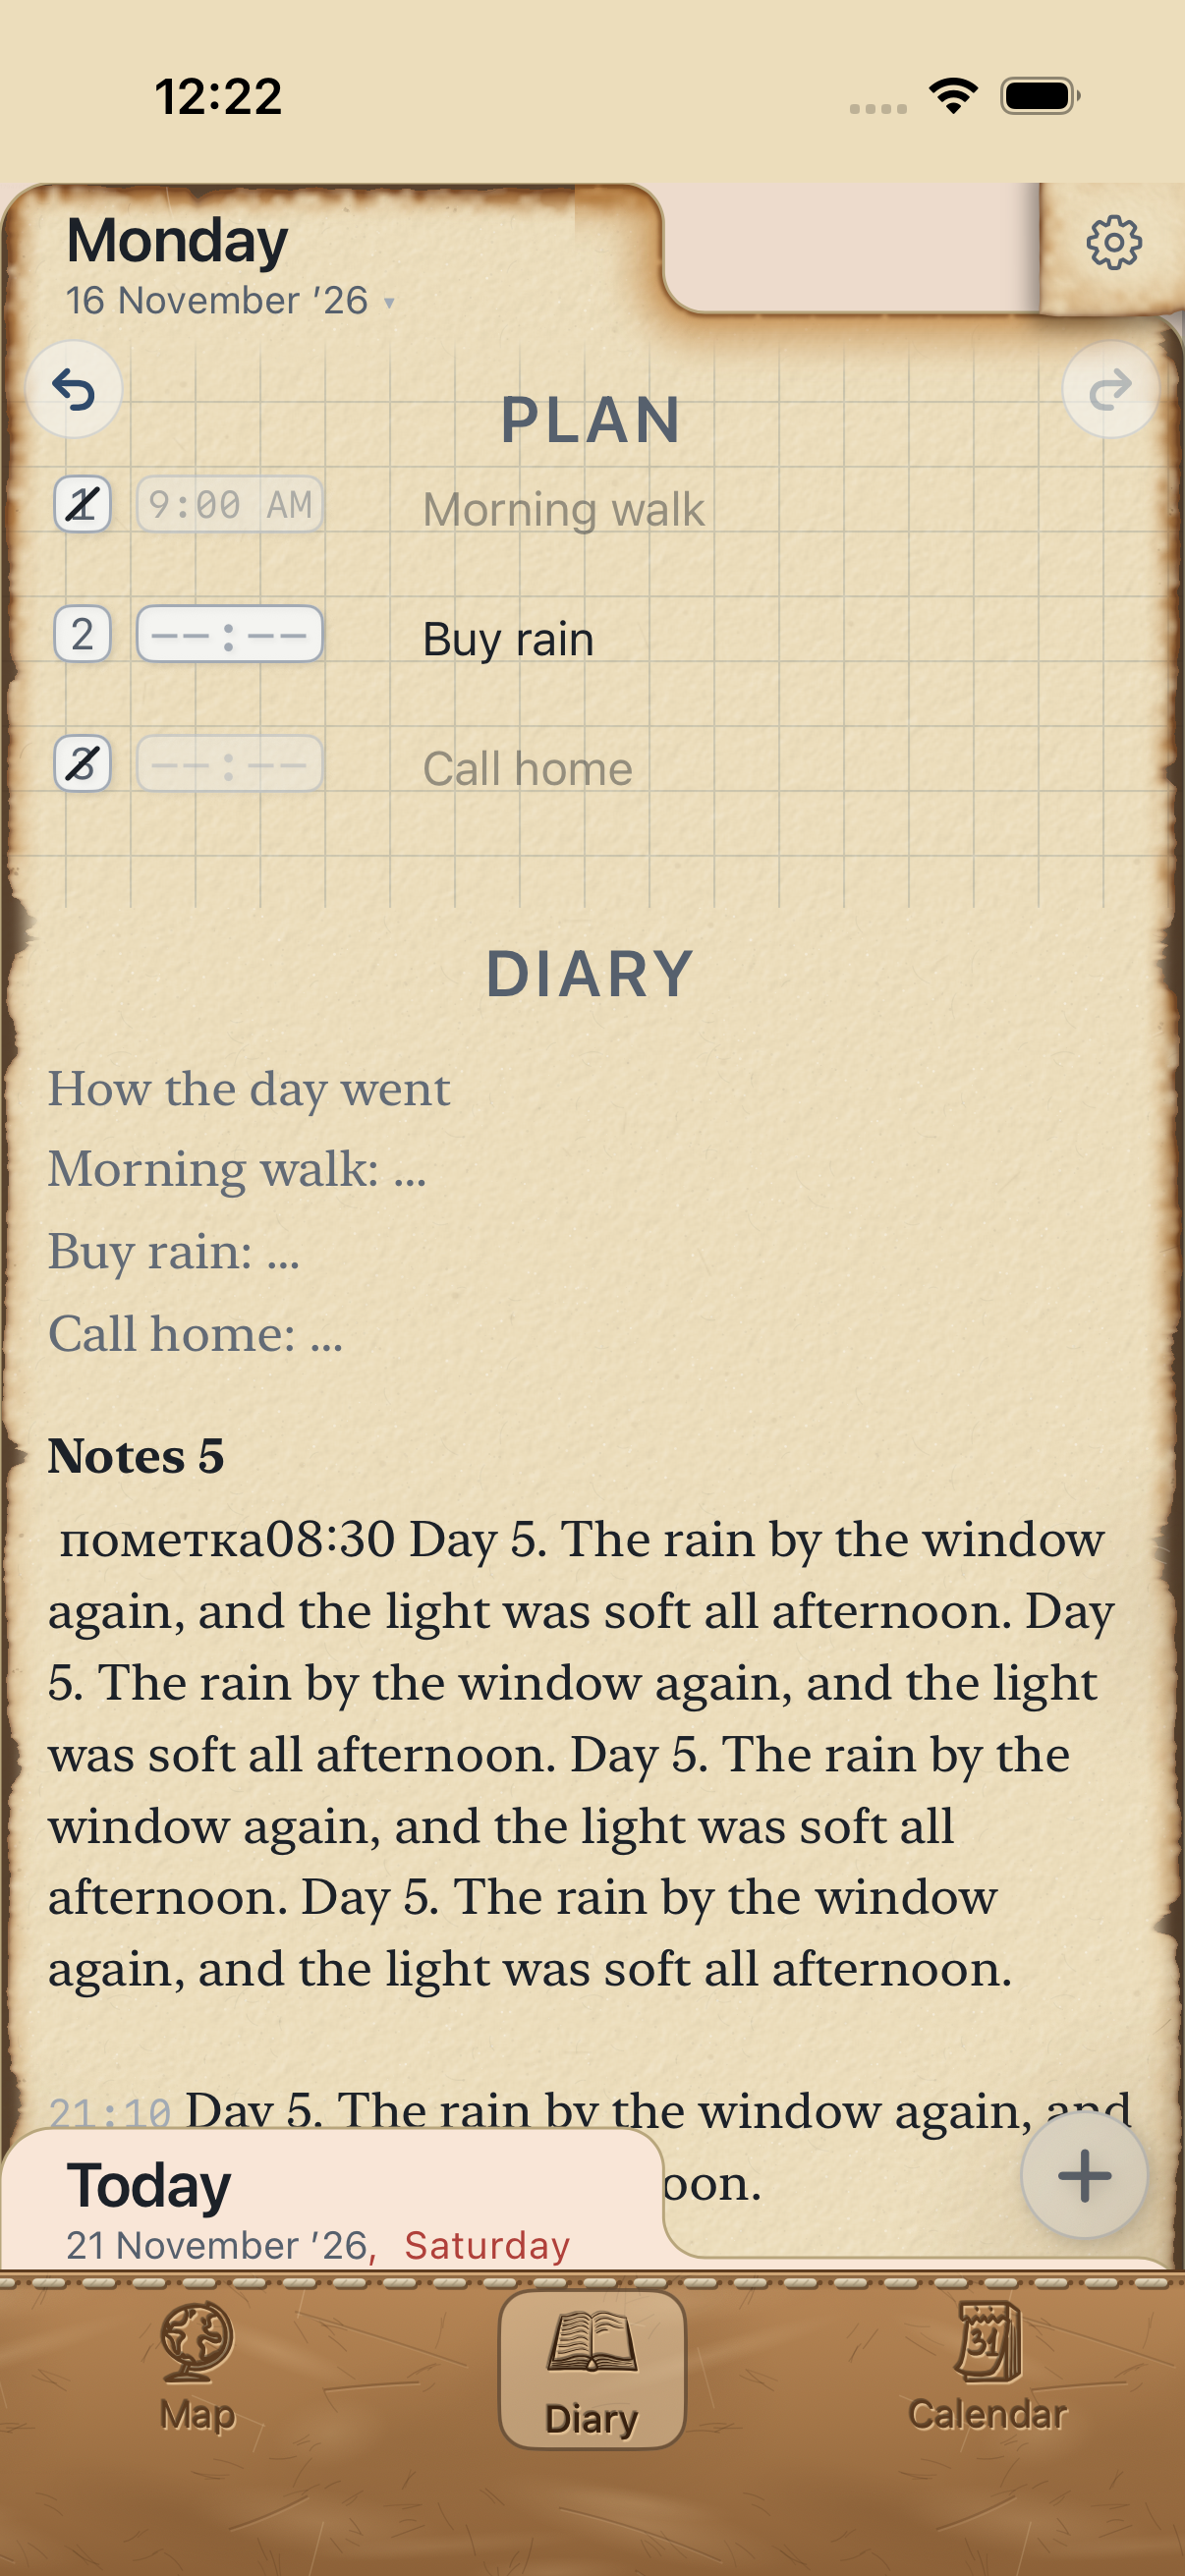 12:22
Monday
16 November ’26 ▾
PLAN
1 9:00 AM Morning walk
2 --:-- Buy rain
3 --:-- Call home
DIARY
How the day went
Morning walk: ...
Buy rain: ...
Call home: ...
Notes 5
пометка08:30 Day 5. The rain by the window
again, and the light was soft all afternoon. Day
5. The rain by the window again, and the light
was soft all afternoon. Day 5. The rain by the
window again, and the light was soft all
afternoon. Day 5. The rain by the window
again, and the light was soft all afternoon.
21:10 Day 5. The rain by the window again, and
oon.
Today
21 November ’26, Saturday
31
Map
Diary
Calendar